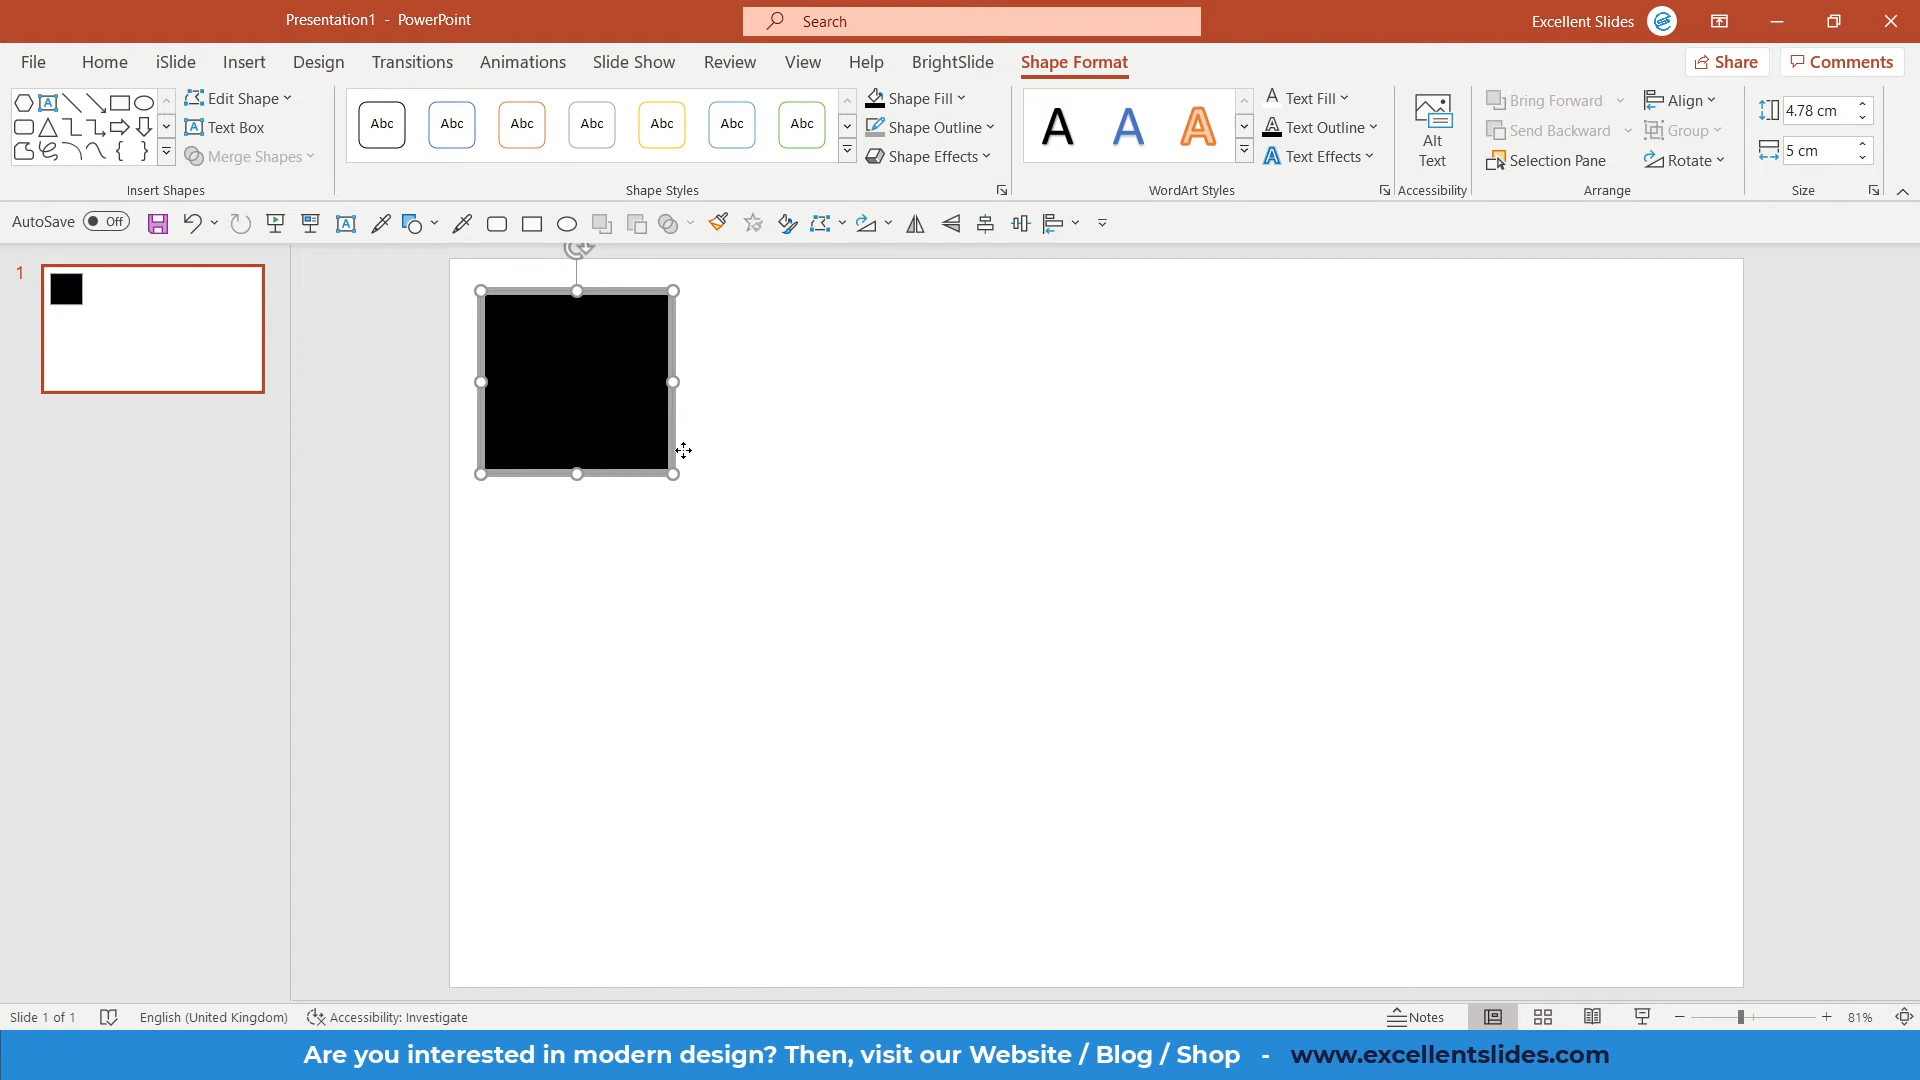 Presentation1 - PowerPoint
Search
Excellent Slides
File Home iSlide Insert Design Transitions Animations Slide Show Review View Help BrightSlide Shape Format
Share Comments
Edit Shape
Text Box
Merge Shapes
Insert Shapes
Abc Abc Abc Abc Abc Abc Abc
Shape Fill
Shape Outline
Shape Effects
Shape Styles
A A A
Text Fill
Text Outline
Text Effects
WordArt Styles
Alt
Text
Accessibility
Bring Forward
Send Backward
Selection Pane
Align
Group
Rotate
Arrange
4.78 cm
5 cm
Size
AutoSave Off
1
Slide 1 of 1 English (United Kingdom) Accessibility: Investigate
Notes
81%
Are you interested in modern design? Then, visit our Website / Blog / Shop - www.excellentslides.com